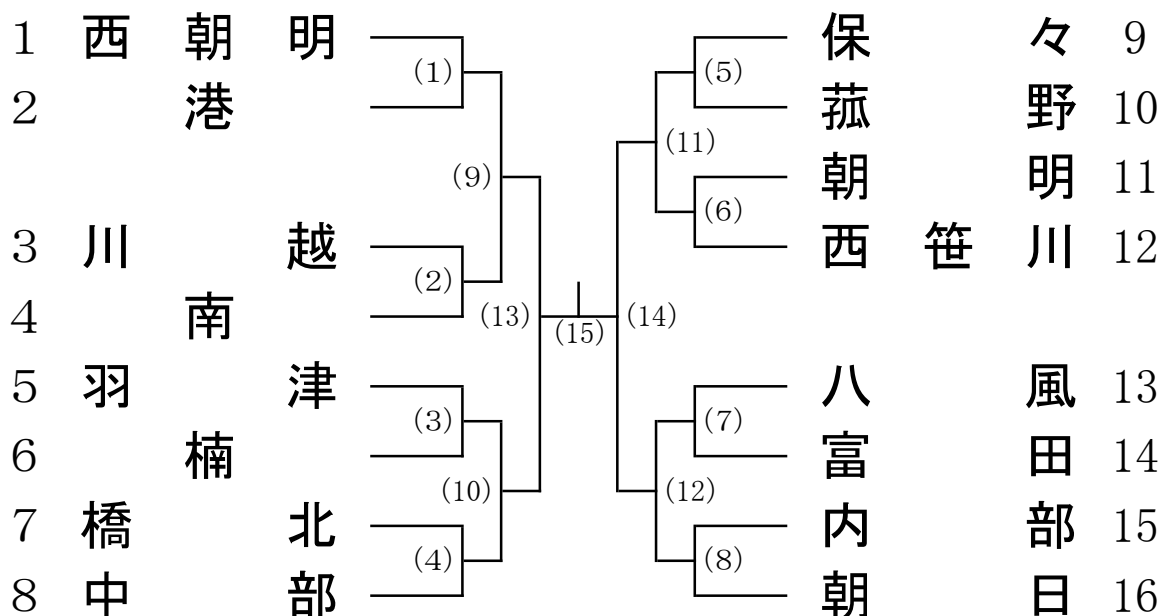 1 西 朝 明 (1) (5) 保 々 9
2 港 菰 野 10
(9) (11) 朝 明 11
(6)
3 川 越 (2) 西 笹 川 12
4 南 (13) (15) (14)
5 羽 津 (3) (7) 八 風 13
6 楠 富 田 14
(10) (12)
7 橋 北 (4) (8) 内 部 15
8 中 部 朝 日 16